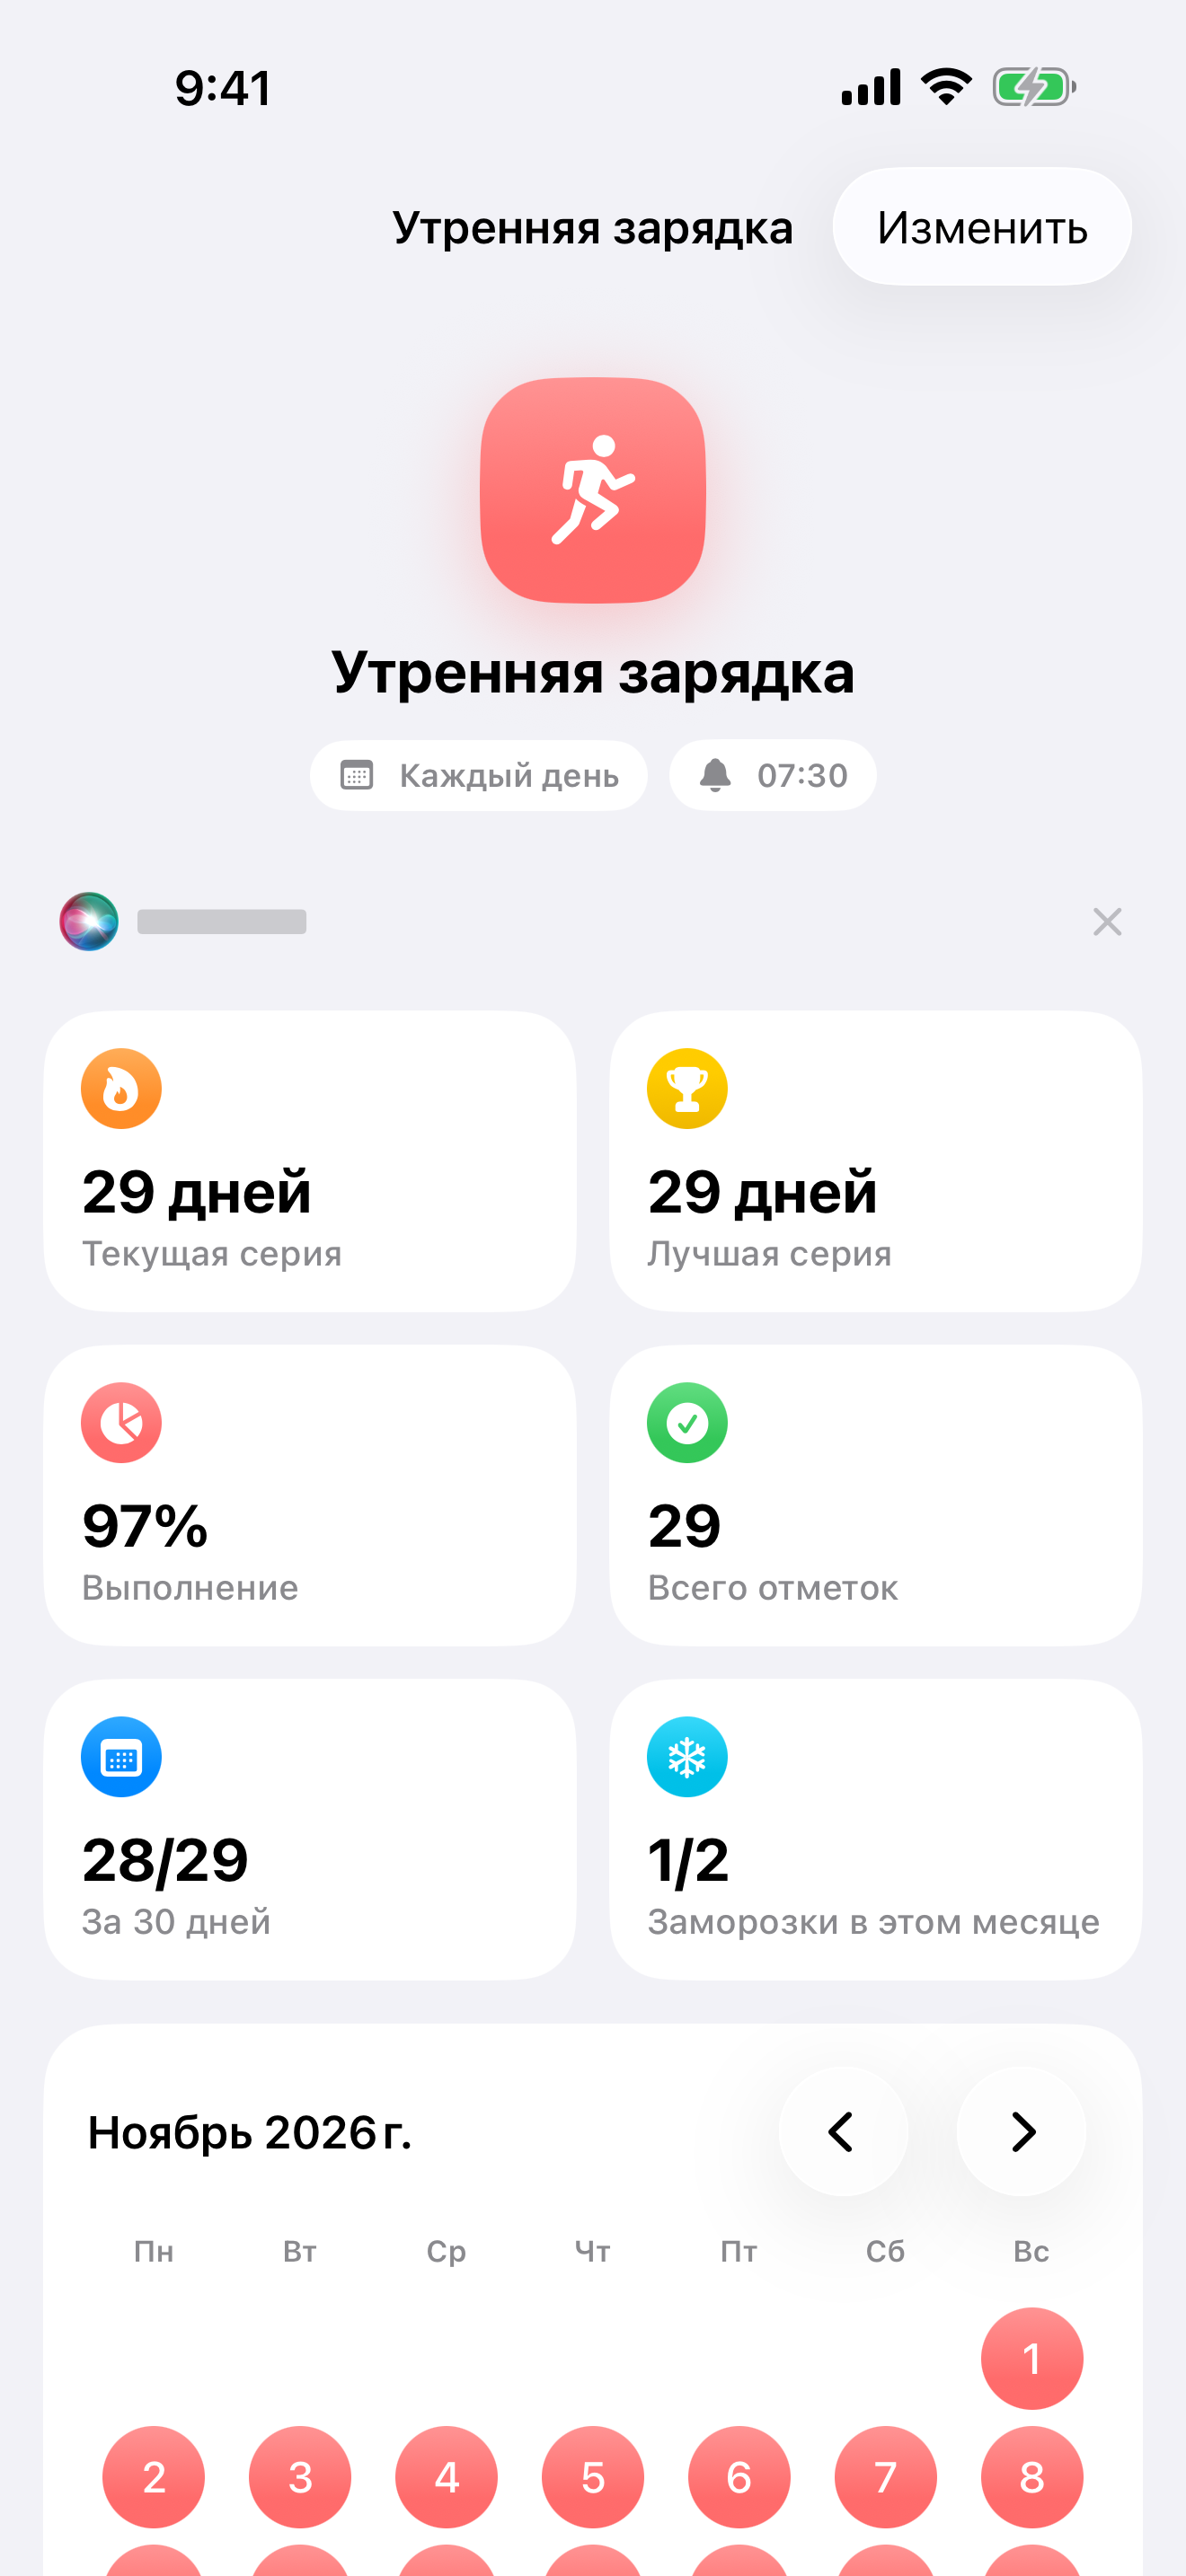 9:41
Утренняя зарядка
Изменить
Утренняя зарядка
Каждый день
07:30
29 дней
Текущая серия
29 дней
Лучшая серия
97%
Выполнение
29
Всего отметок
28/29
За 30 дней
1/2
Заморозки в этом месяце
Ноябрь 2026 г.
Пн Вт Ср Чт Пт Сб Вс
1
2 3 4 5 6 7 8